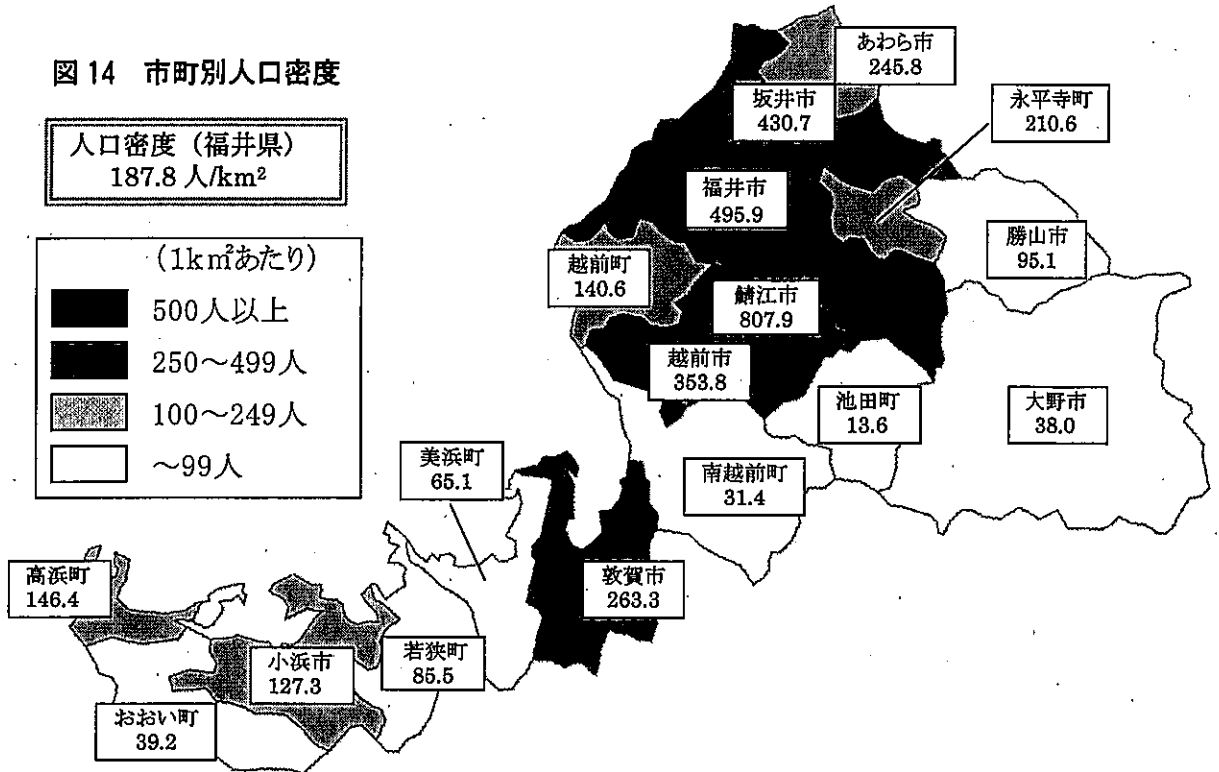 図14 市町別人口密度
人口密度（福井県）
187.8 人/km²
（1k㎡あたり）
500人以上
250～499人
100～249人
～99人
あわら市
245.8
坂井市
430.7
永平寺町
210.6
福井市
495.9
勝山市
95.1
越前町
140.6
鯖江市
807.9
越前市
353.8
池田町
13.6
大野市
38.0
美浜町
65.1
南越前町
31.4
高浜町
146.4
敦賀市
263.3
小浜市
127.3
若狭町
85.5
おおい町
39.2